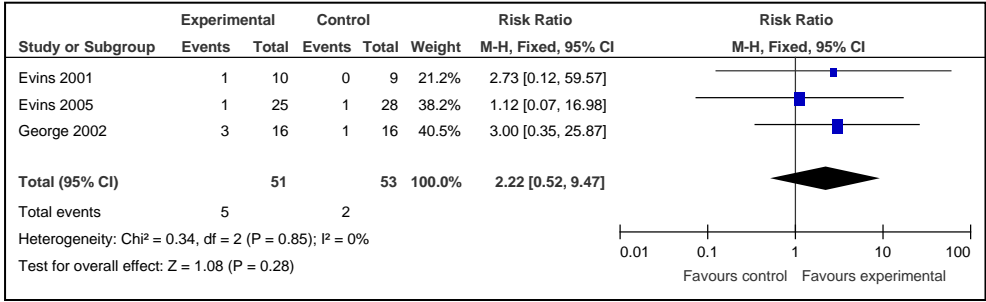 Experimental Control Risk Ratio Risk Ratio
Study or Subgroup Events Total Events Total Weight M-H, Fixed, 95% CI M-H, Fixed, 95% CI
Evins 2001 1 10 0 9 21.2% 2.73 [0.12, 59.57]
Evins 2005 1 25 1 28 38.2% 1.12 [0.07, 16.98]
George 2002 3 16 1 16 40.5% 3.00 [0.35, 25.87]
Total (95% CI) 51 53 100.0% 2.22 [0.52, 9.47]
Total events 5 2
Heterogeneity: Chi² = 0.34, df = 2 (P = 0.85); I² = 0%
Test for overall effect: Z = 1.08 (P = 0.28)
0.01 0.1 1 10 100
Favours control Favours experimental